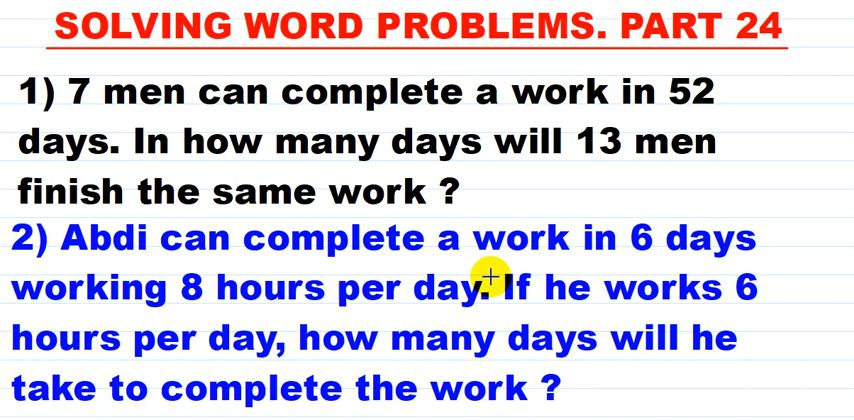 SOLVING WORD PROBLEMS. PART 24
1) 7 men can complete a work in 52
days. In how many days will 13 men
finish the same work ?
2) Abdi can complete a work in 6 days
working 8 hours per day. If he works 6
hours per day, how many days will he
take to complete the work ?